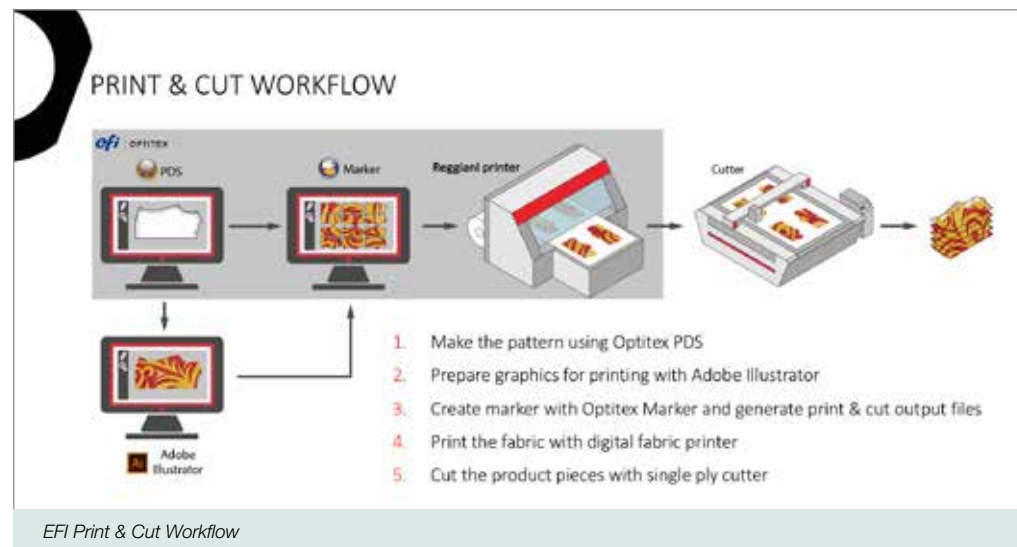 PRINT & CUT WORKFLOW
efi OPTITEX
PDS
Marker
Reggiani printer
Cutter
1. Make the pattern using Optitex PDS
2. Prepare graphics for printing with Adobe Illustrator
3. Create marker with Optitex Marker and generate print & cut output files
4. Print the fabric with digital fabric printer
5. Cut the product pieces with single ply cutter
Ai
Adobe
Illustrator
EFI Print & Cut Workflow